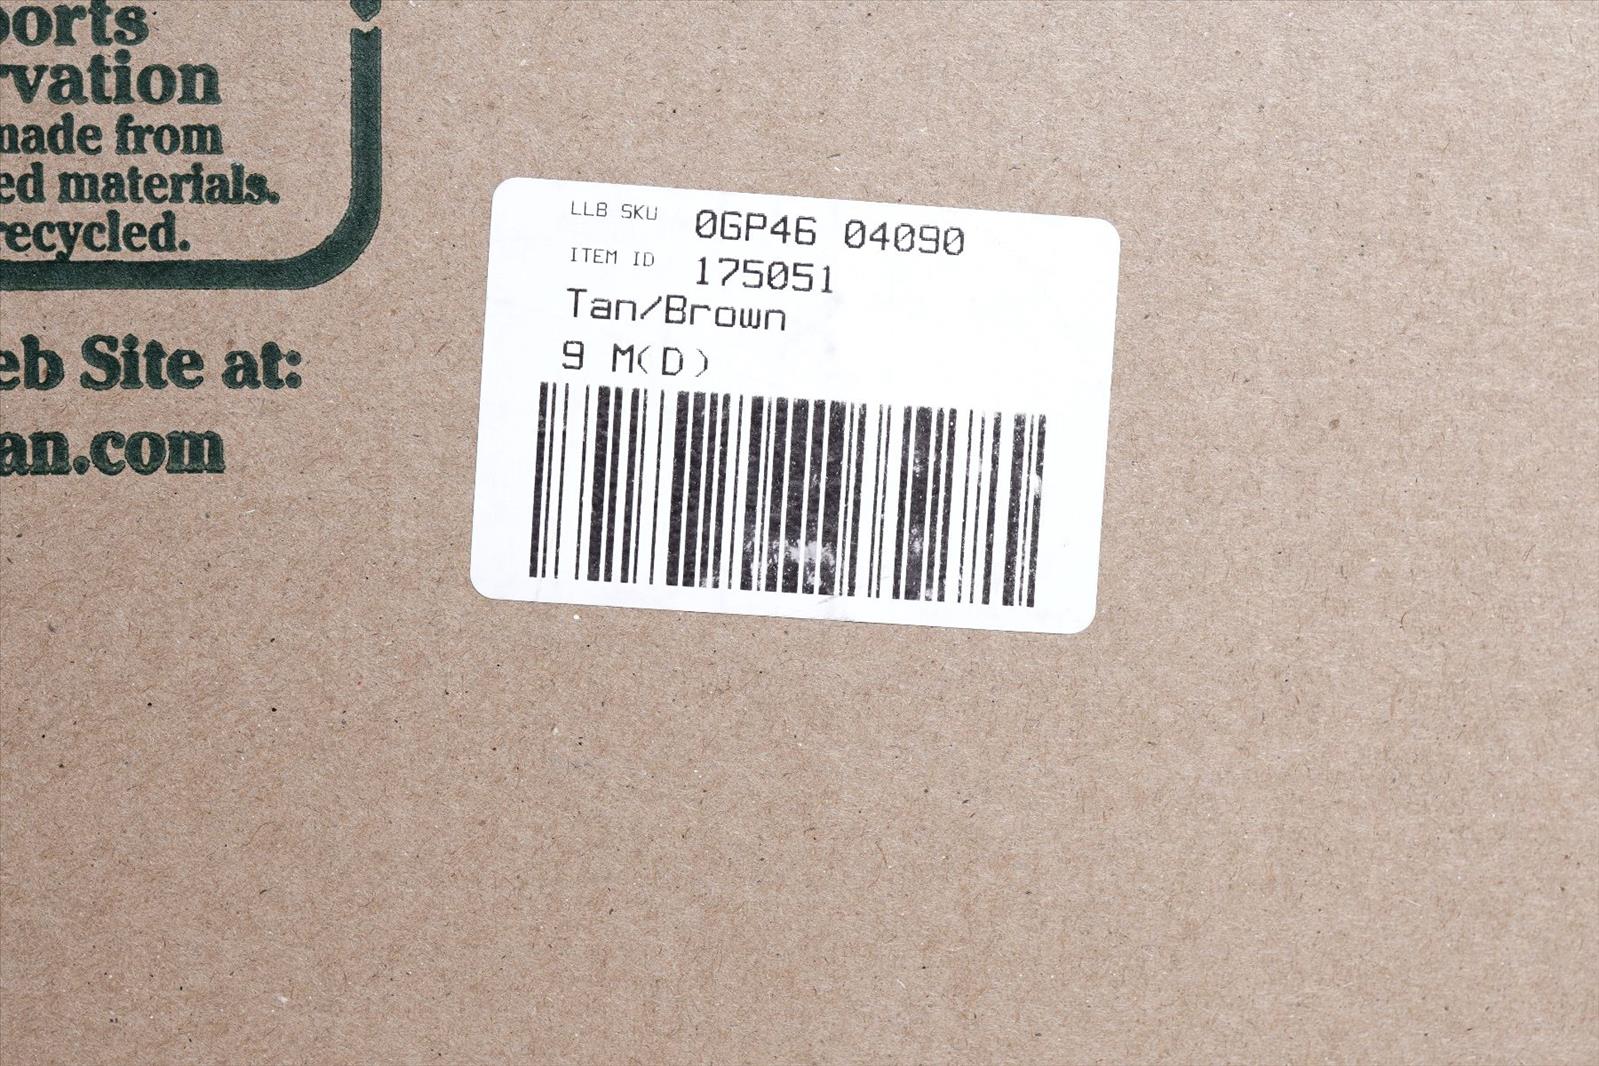 ports
rvation
made from
ed materials.
recycled.
eb Site at:
an.com
LLB SKU 0GP46 04090
ITEM ID 175051
Tan/Brown
9 M(D)